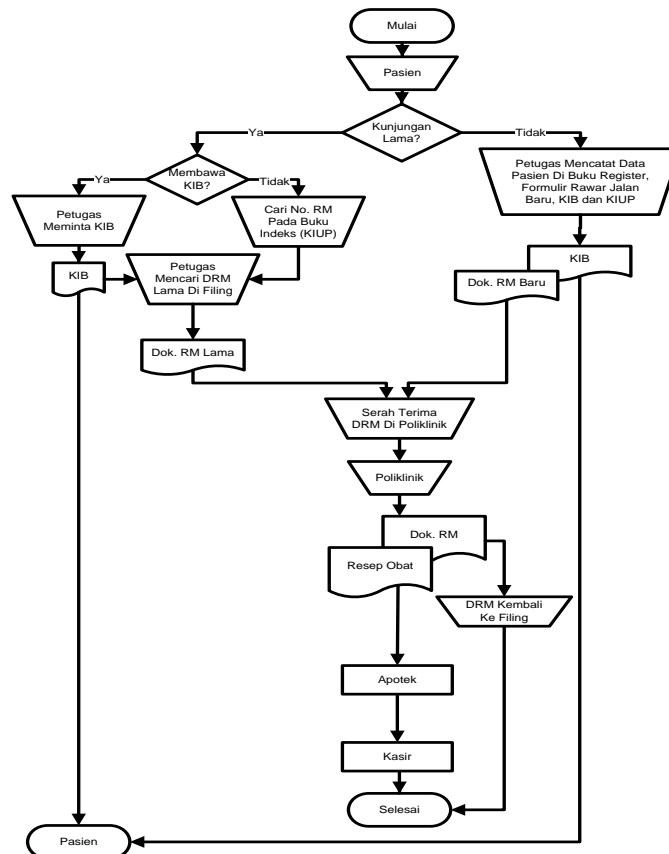 Mulai
Pasien
Kunjungan
Lama?
Ya
Tidak
Membawa
KIB?
Ya
Tidak
Petugas Mencatat Data
Pasien Di Buku Register,
Formulir Rawar Jalan
Baru, KIB dan KIUP
Petugas
Meminta KIB
Cari No. RM
Pada Buku
Indeks (KIUP)
KIB
Petugas
Mencari DRM
Lama Di Filing
KIB
Dok. RM Baru
Dok. RM Lama
Serah Terima
DRM Di Poliklinik
Poliklinik
Dok. RM
Resep Obat
DRM Kembali
Ke Filing
Apotek
Kasir
Selesai
Pasien